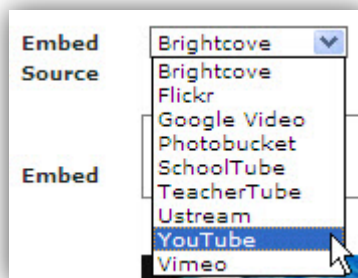 Embed Source
Brightcove
Brightcove
Flickr
Google Video
Photobucket
SchoolTube
Embed
TeacherTube
Ustream
YouTube
Vimeo